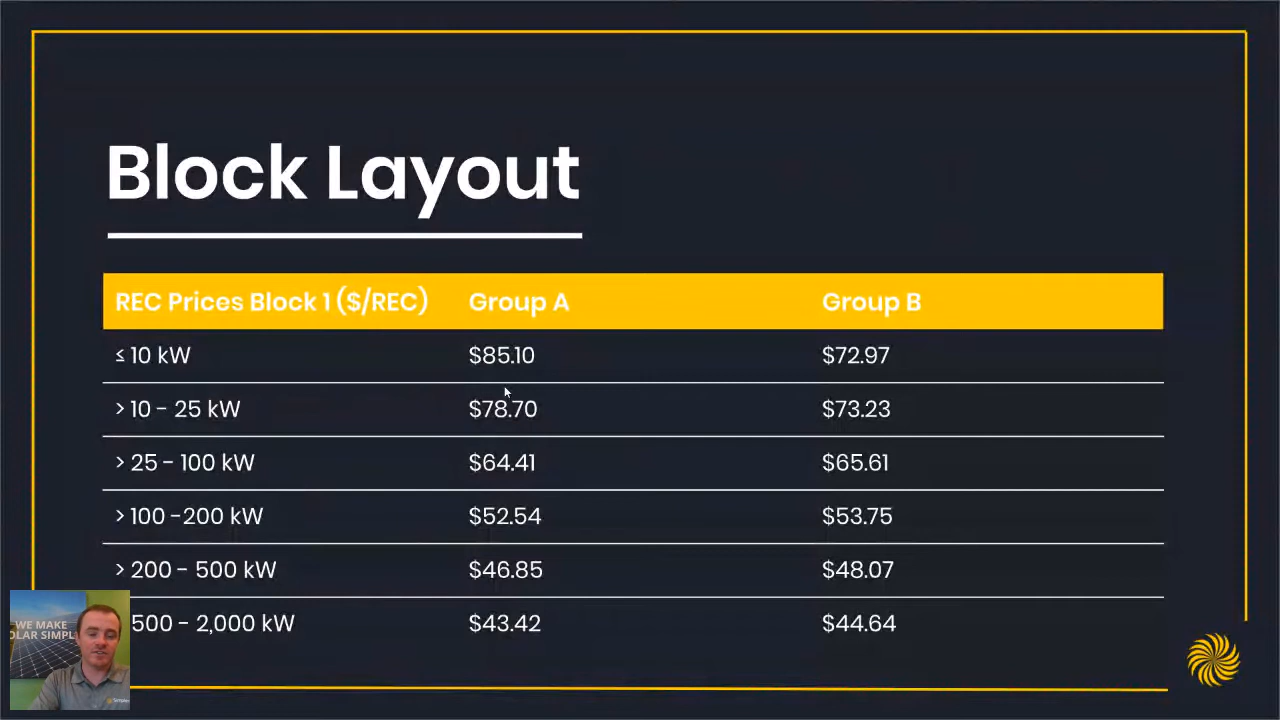 Block Layout
REC Prices Block 1 ($/REC) Group A Group B
≤ 10 kW $85.10 $72.97
> 10 - 25 kW $78.70 $73.23
> 25 - 100 kW $64.41 $65.61
> 100 -200 kW $52.54 $53.75
> 200 - 500 kW $46.85 $48.07
500 - 2,000 kW $43.42 $44.64
WE MAKE
OLAR SIMPL